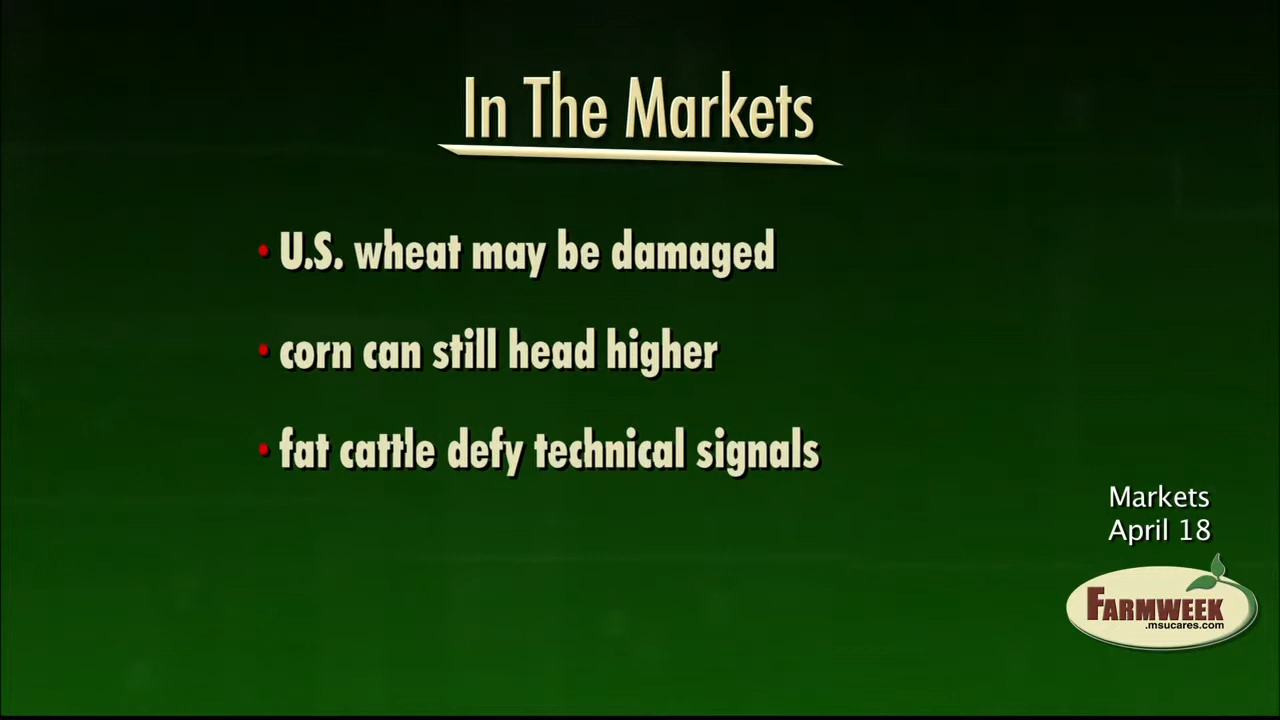 In The Markets
• U.S. wheat may be damaged
• corn can still head higher
• fat cattle defy technical signals
Markets
April 18
FARMWEEK
.msucares.com